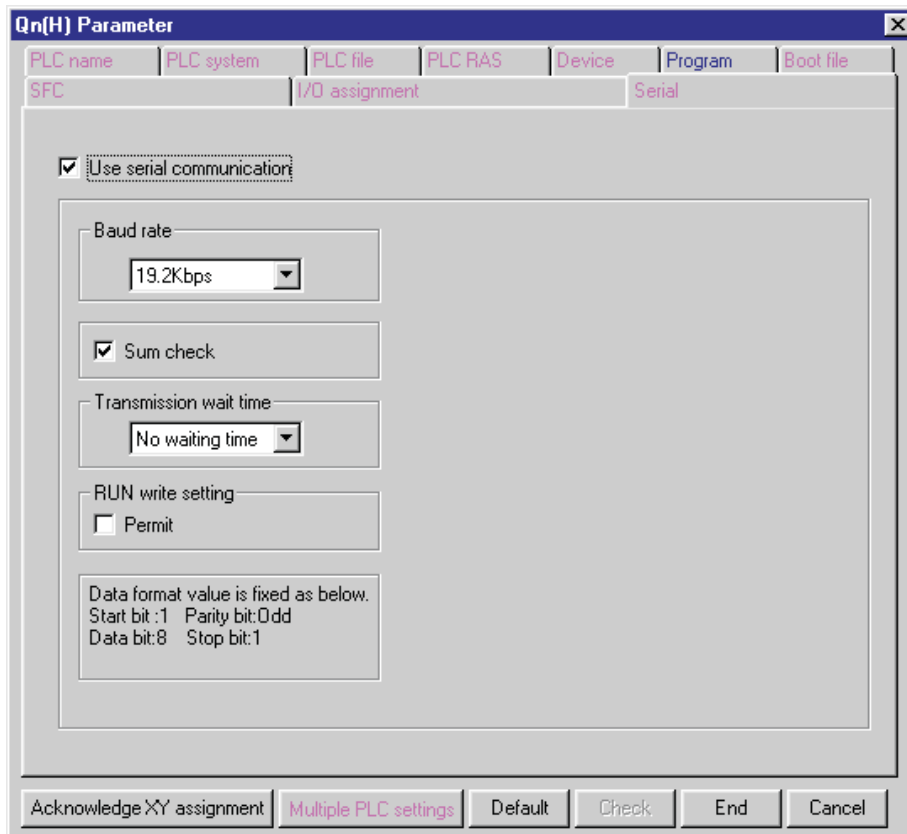 Qn(H) Parameter
PLC name PLC system PLC file PLC RAS Device Program Boot file
SFC I/O assignment Serial
Use serial communication
Baud rate
19.2Kbps
Sum check
Transmission wait time
No waiting time
RUN write setting
Permit
Data format value is fixed as below.
Start bit :1 Parity bit:Odd
Data bit:8 Stop bit:1
Acknowledge XY assignment Multiple PLC settings Default Check End Cancel